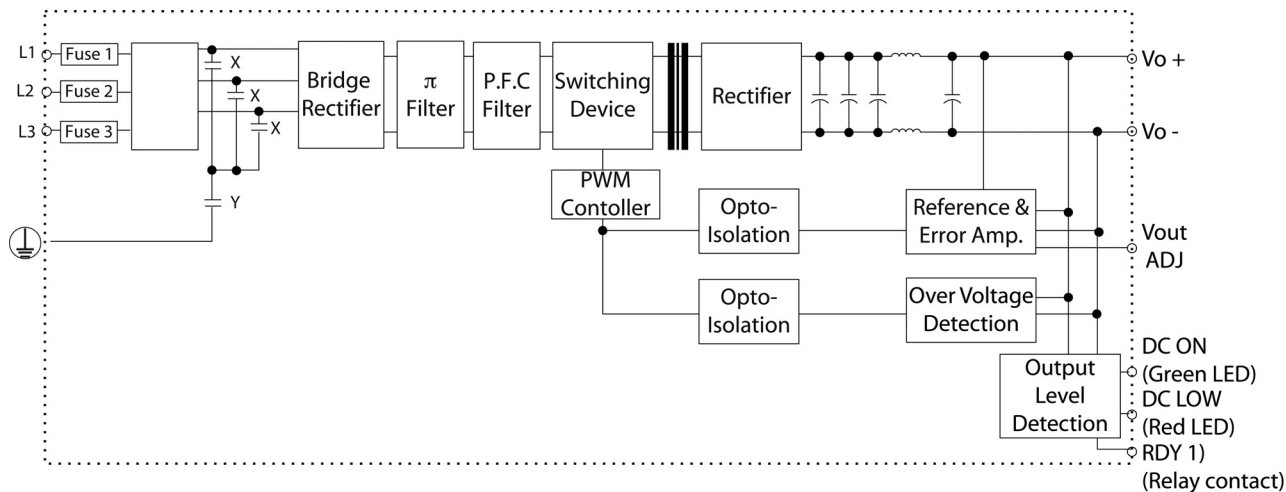 L1
Fuse 1
L2
Fuse 2
L3
Fuse 3
X
X
X
Y
Bridge
Rectifier
π
Filter
P.F.C
Filter
Switching
Device
Rectifier
Vo +
Vo -
PWM
Contoller
Opto-
Isolation
Reference &
Error Amp.
Vout
ADJ
Opto-
Isolation
Over Voltage
Detection
Output
Level
Detection
DC ON
(Green LED)
DC LOW
(Red LED)
RDY 1)
(Relay contact)